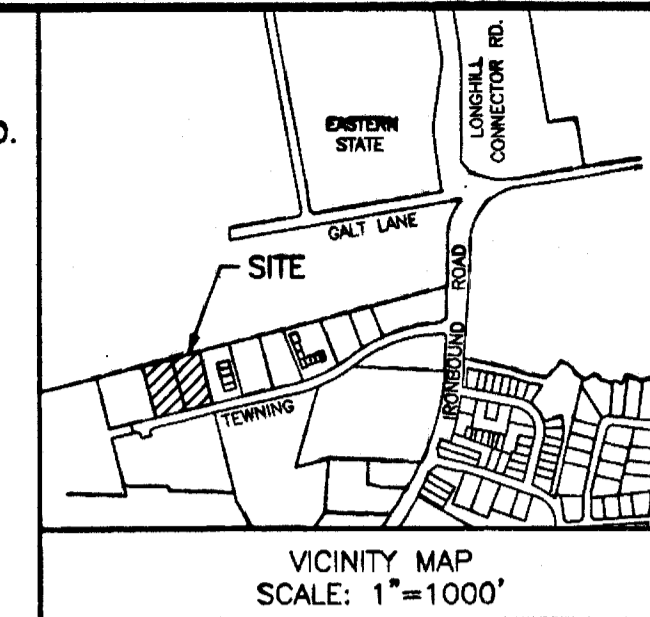 D.
EASTERN
STATE
LONGHILL
CONNECTOR RD.
GALT LANE
SITE
IRONBOUND ROAD
TEWNING
VICINITY MAP
SCALE: 1"=1000'